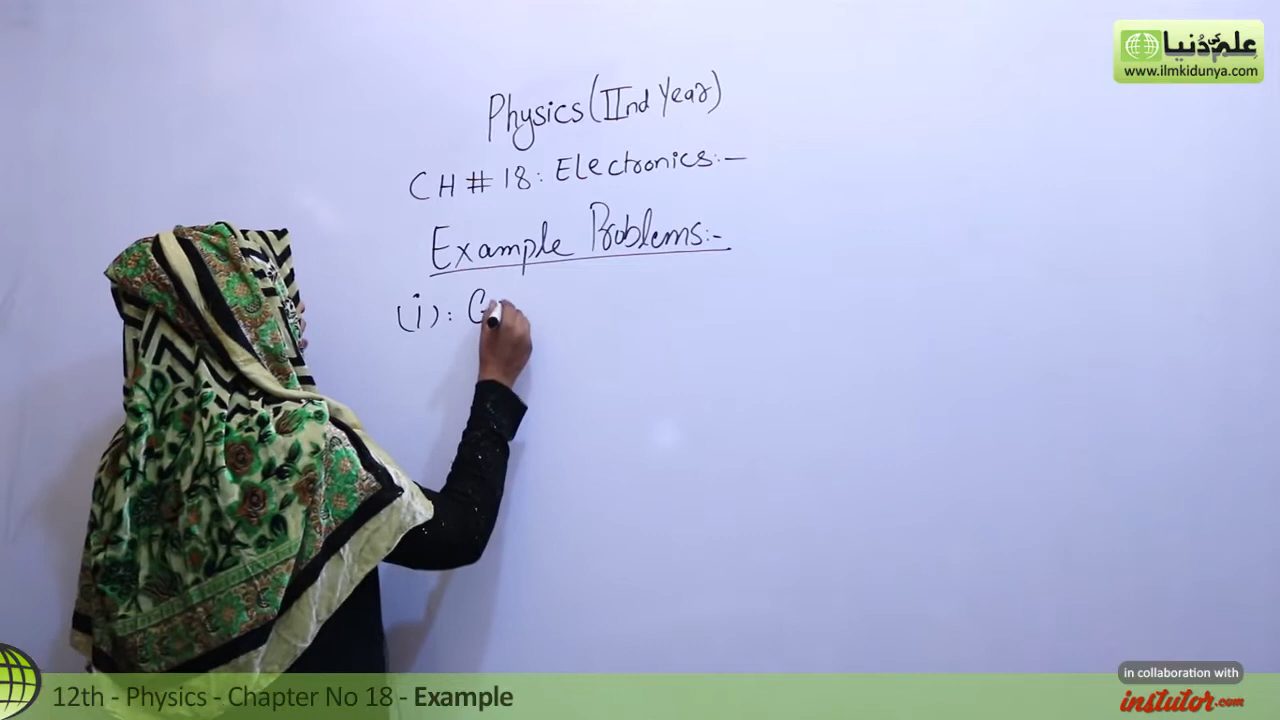 علم کی دنیا
www.ilmkidunya.com
Physics (IInd Year)
CH # 18: Electronics:-
Example Problems:-
(i):
in collaboration with
instutor.com
12th - Physics - Chapter No 18 - Example